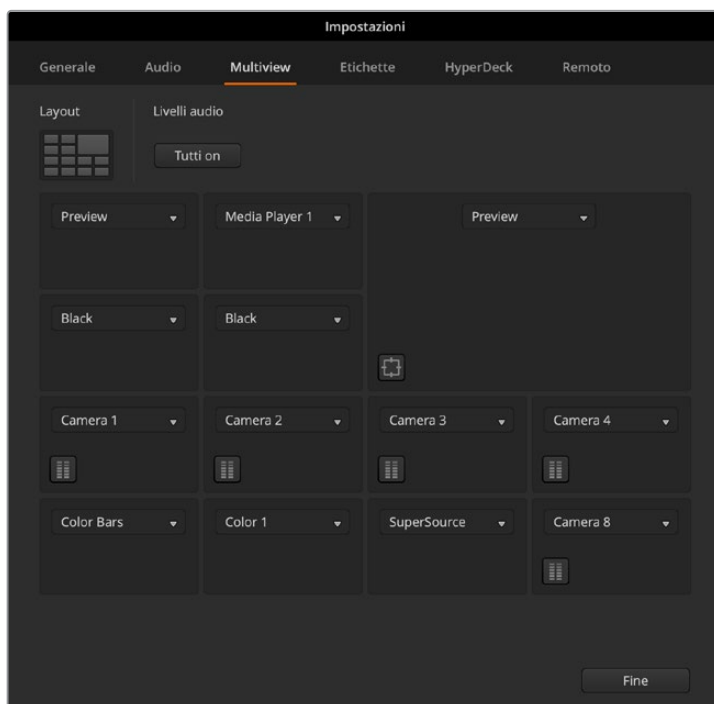 Impostazioni
Generale Audio Multiview Etichette HyperDeck Remoto
Layout Livelli audio
Tutti on
Preview Media Player 1 Preview
Black Black
Camera 1 Camera 2 Camera 3 Camera 4
Color Bars Color 1 SuperSource Camera 8
Fine